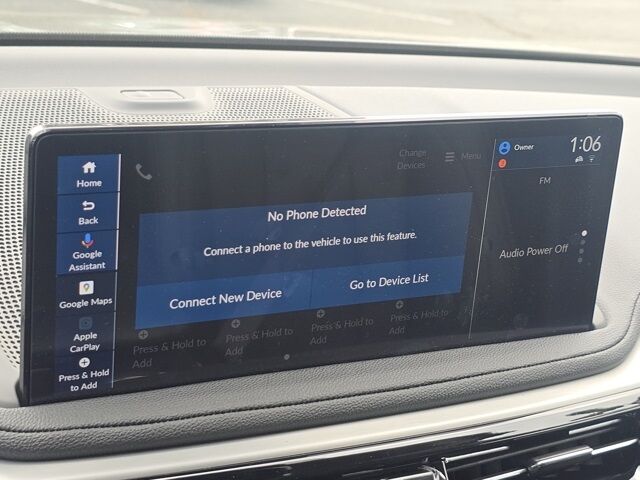 Home
Back
Google
Assistant
Google Maps
Apple
CarPlay
Press & Hold
to Add
Change
Devices
Menu
No Phone Detected
Connect a phone to the vehicle to use this feature.
Connect New Device
Go to Device List
Press & Hold to
Add
Press & Hold to
Add
Press & Hold to
Add
Press & Hold to
Add
Owner
1:06
FM
Audio Power Off